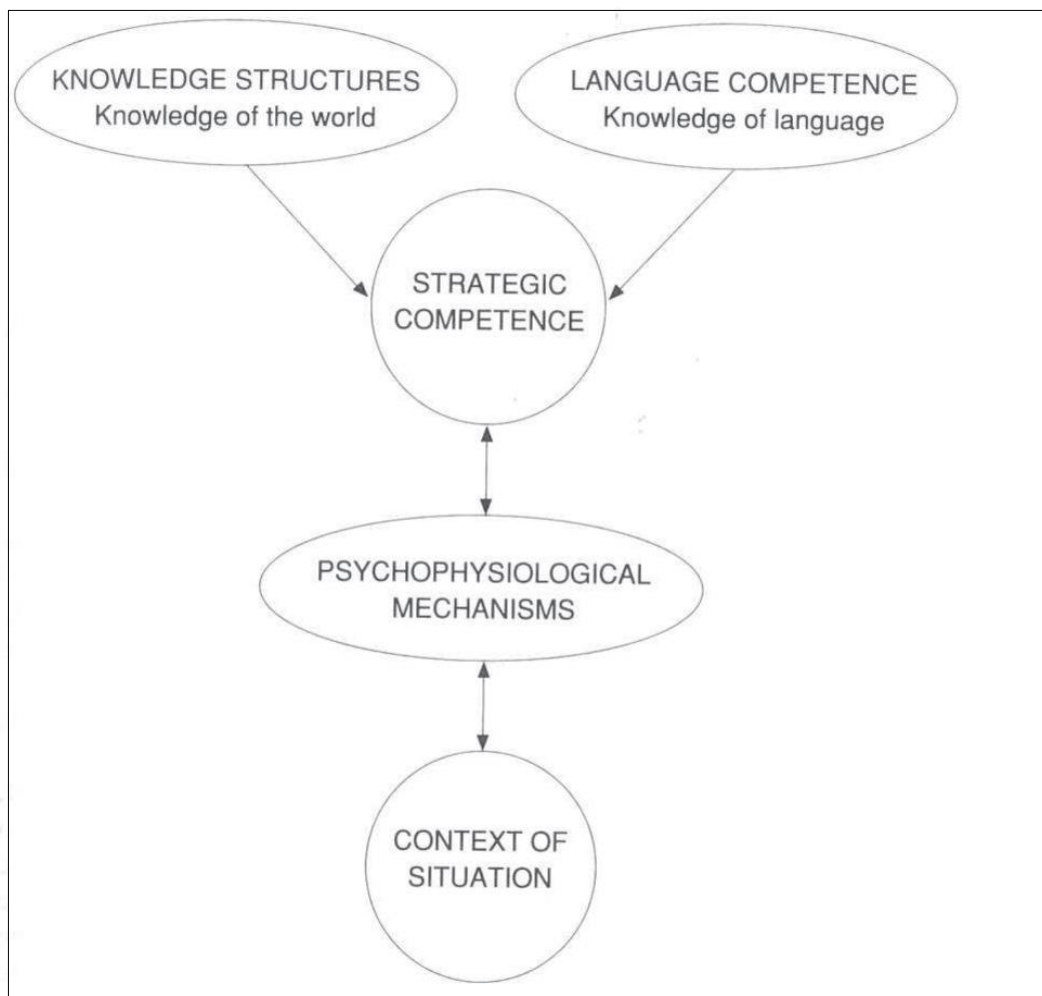 KNOWLEDGE STRUCTURES
Knowledge of the world
LANGUAGE COMPETENCE
Knowledge of language
STRATEGIC
COMPETENCE
PSYCHOPHYSIOLOGICAL
MECHANISMS
CONTEXT OF
SITUATION